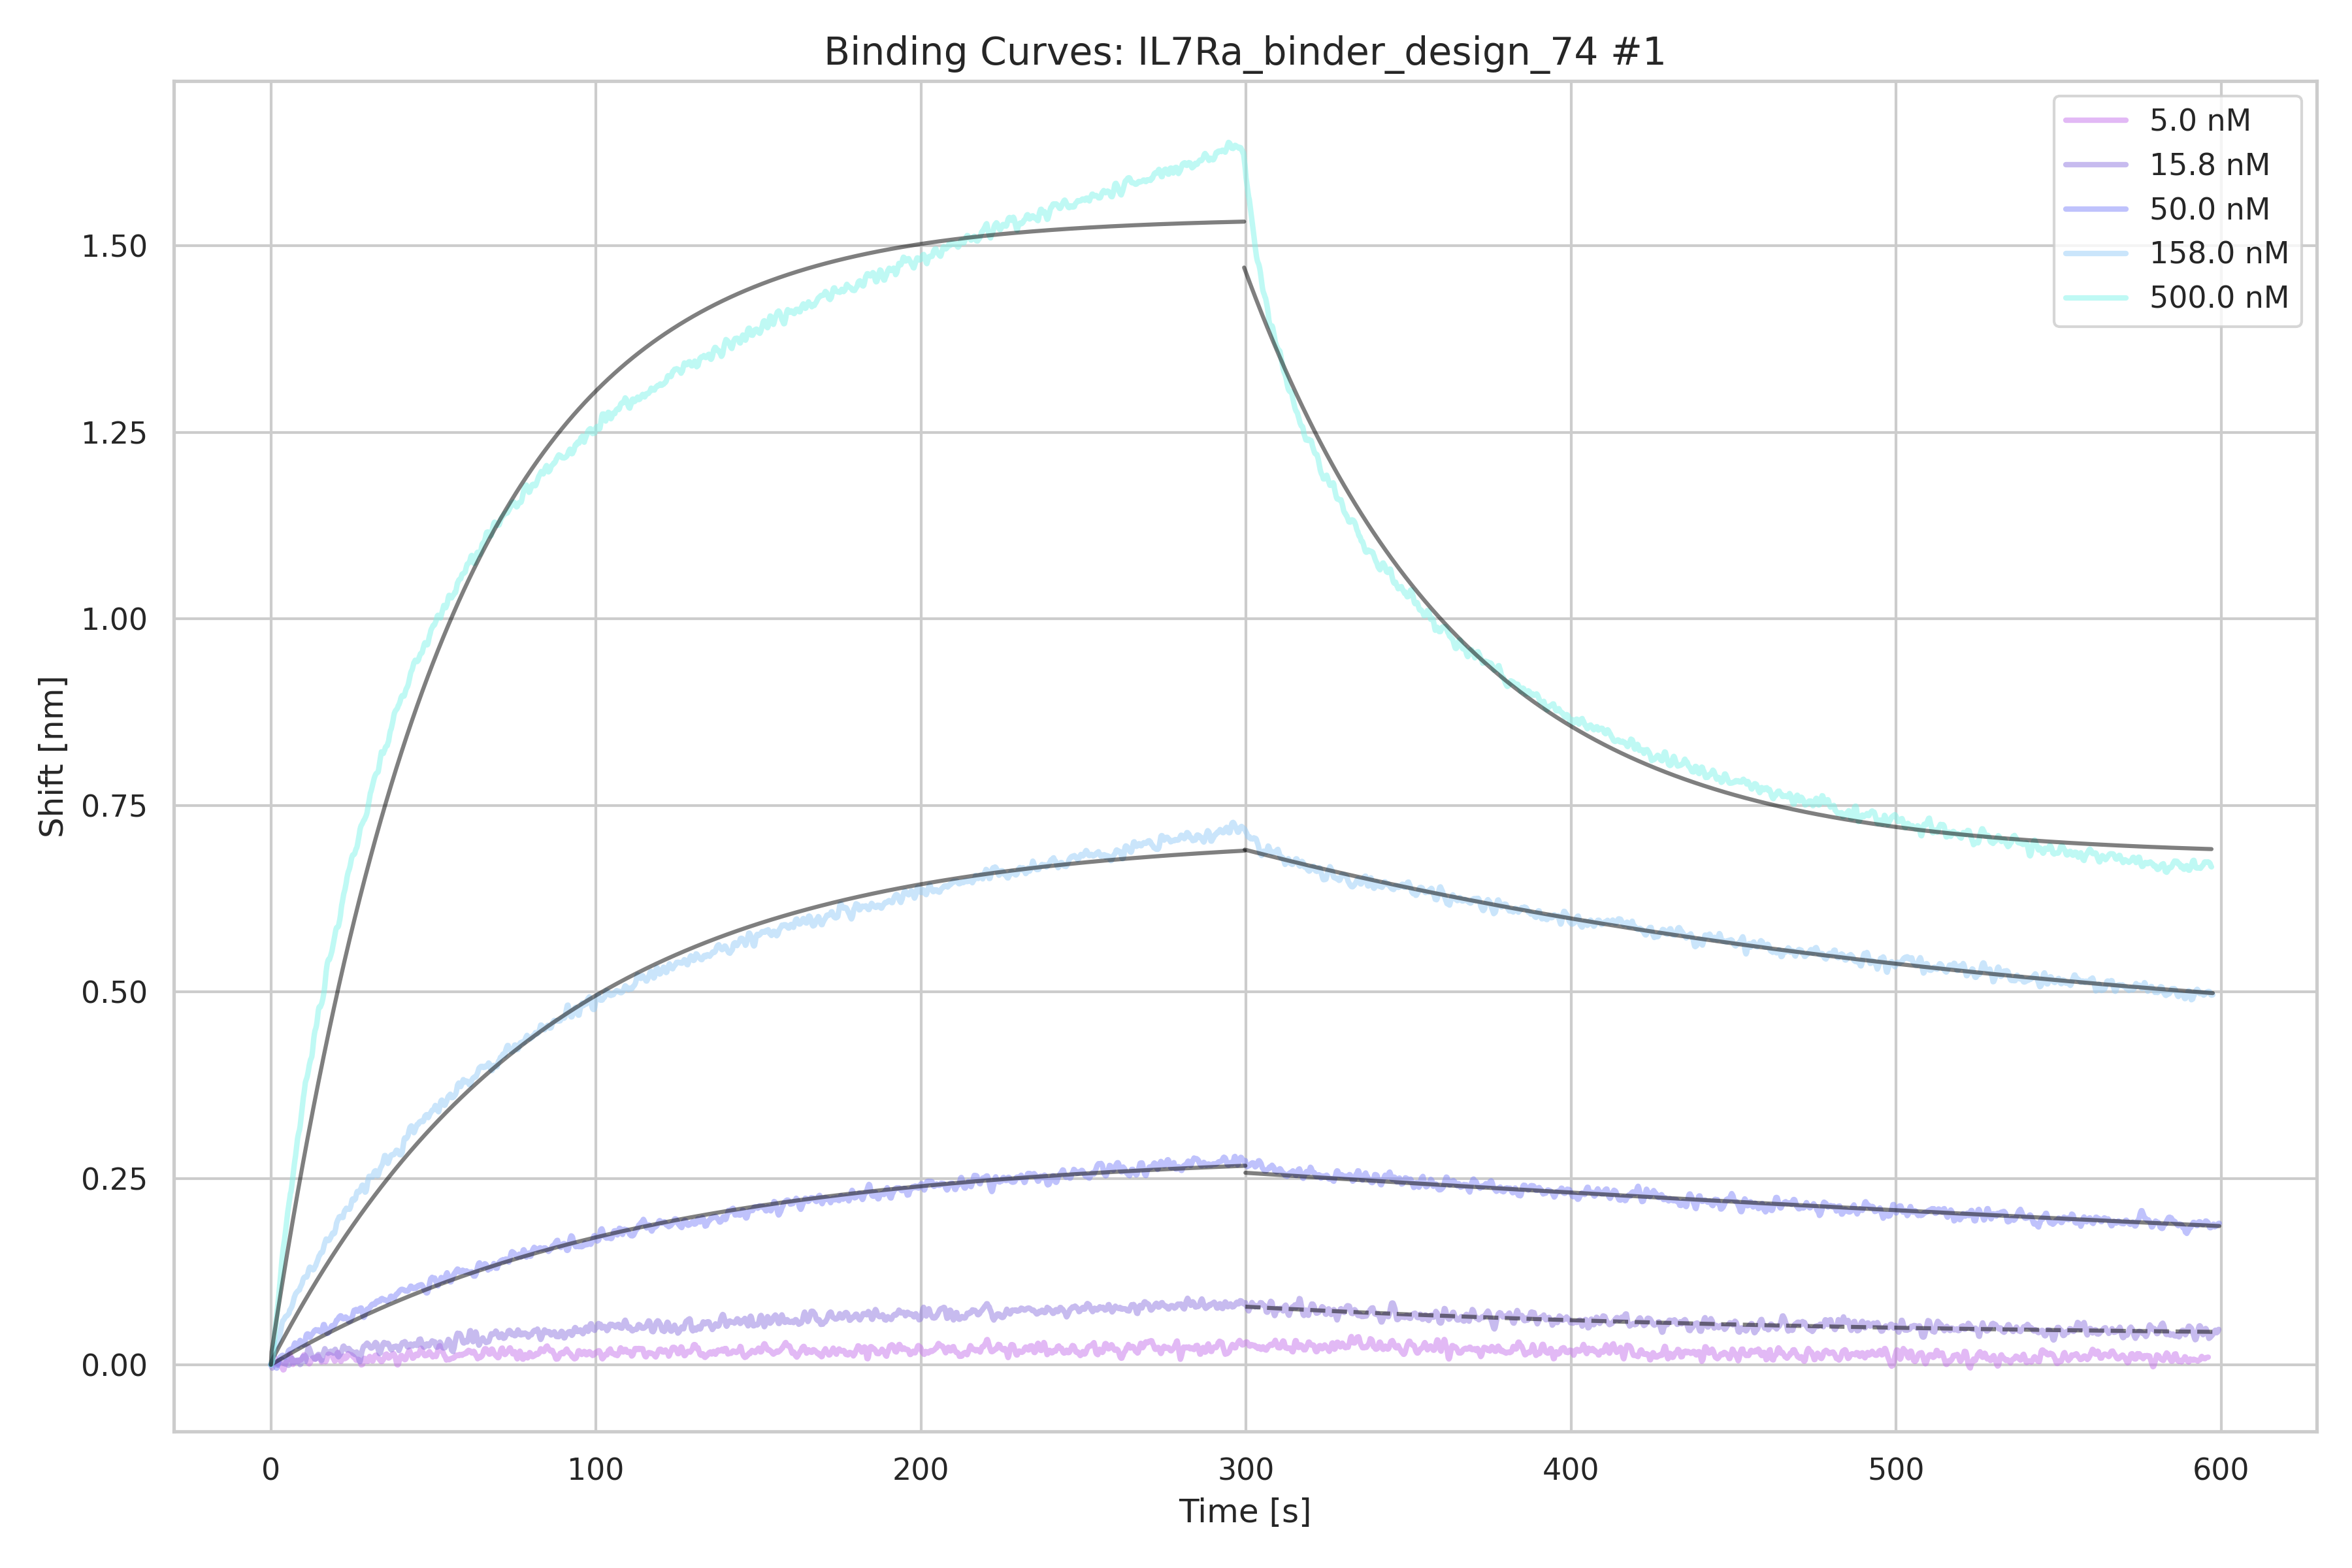 Binding Curves: IL7Ra_binder_design_74 #1
5.0 nM
15.8 nM
50.0 nM
158.0 nM
500.0 nM
Shift [nm]
1.50
1.25
1.00
0.75
0.50
0.25
0.00
0 100 200 300 400 500 600
Time [s]